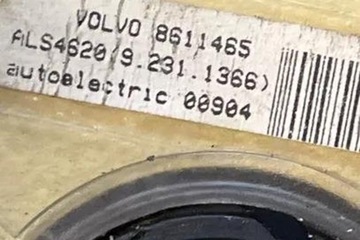 VOLVO 8611465
ALS4620(9.231.1366)
autoelectric 00904